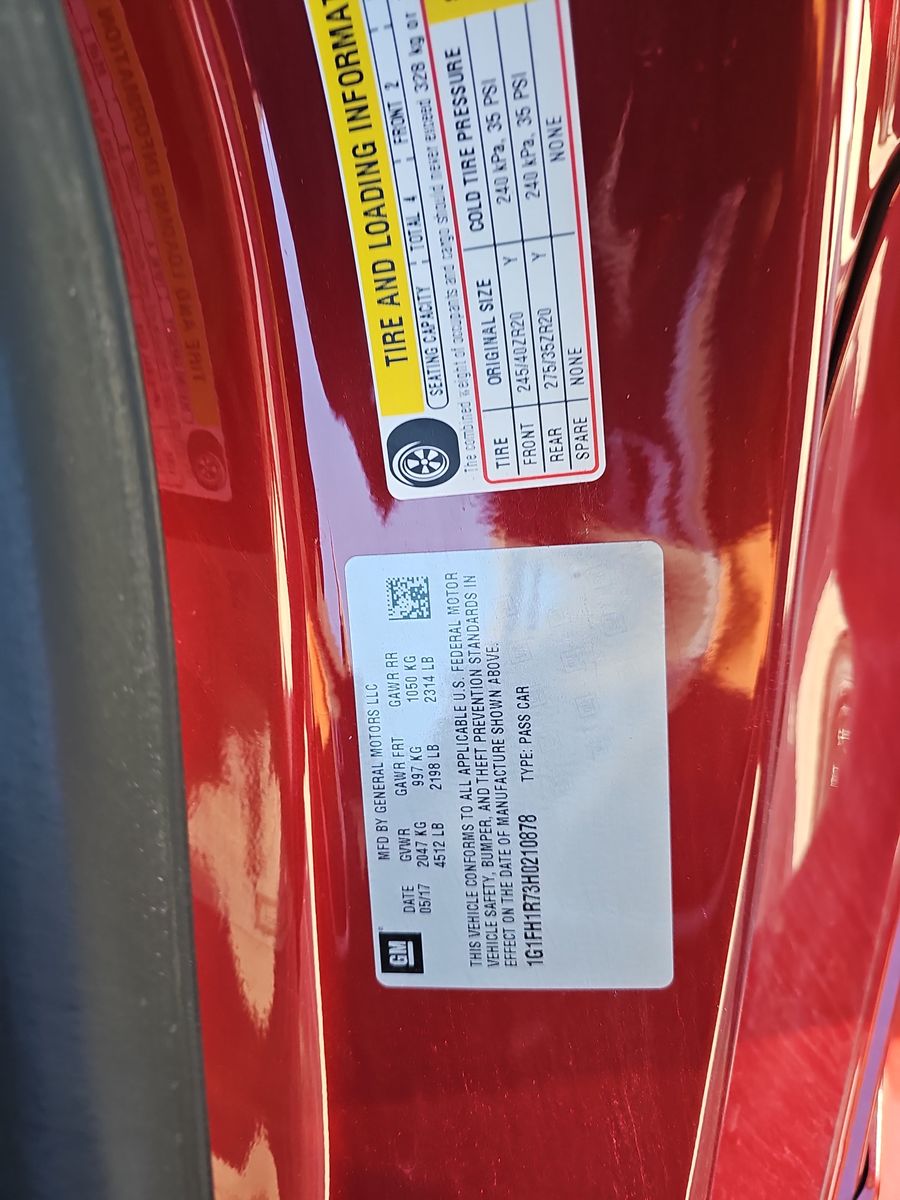 TIRE AND LOADING
SEATING CAPACITY TOTAL 4 FRONT 2
The combined weight of occupants and cargo should never exceed 328 kg or
TIRE ORIGINAL SIZE COLD TIRE PRESSURE
FRONT 245/40ZR20 Y 240 kPa, 35 PSI
REAR 275/35ZR20 Y 240 kPa, 35 PSI
SPARE NONE NONE
GM
MFD BY GENERAL MOTORS LLC
DATE GVWR GAWR FRT GAWR RR
05/17 2047 KG 997 KG 1050 KG
4512 LB 2198 LB 2314 LB
THIS VEHICLE CONFORMS TO ALL APPLICABLE U.S. FEDERAL MOTOR
VEHICLE SAFETY, BUMPER, AND THEFT PREVENTION STANDARDS IN
EFFECT ON THE DATE OF MANUFACTURE SHOWN ABOVE.
1G1FH1R73H0210878 TYPE: PASS CAR